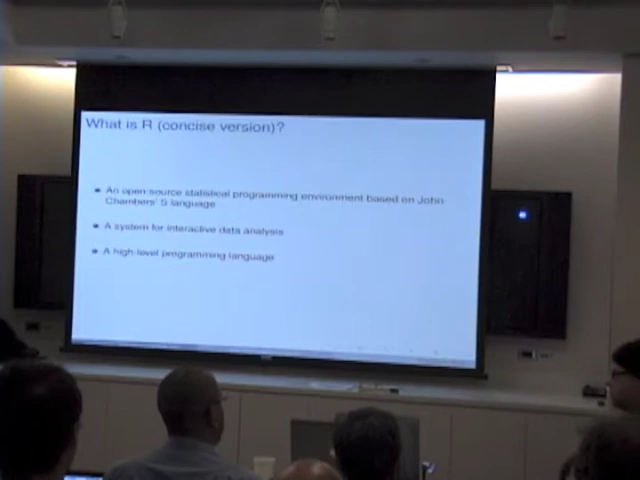 What is R (concise version)?
An open-source statistical programming environment based on John
Chambers' S language
A system for interactive data analysis
A high-level programming language